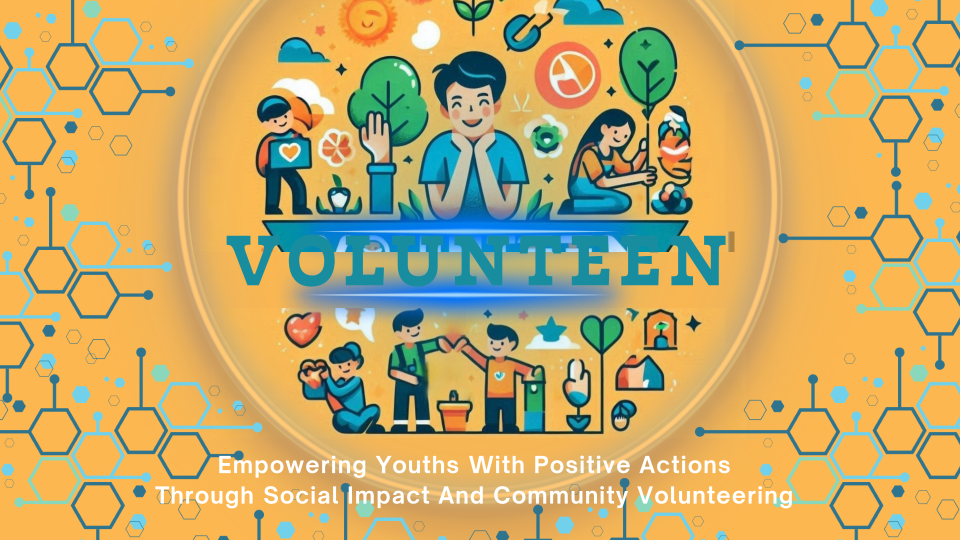 VOLUNTEEN
Empowering Youths With Positive Actions
Through Social Impact And Community Volunteering